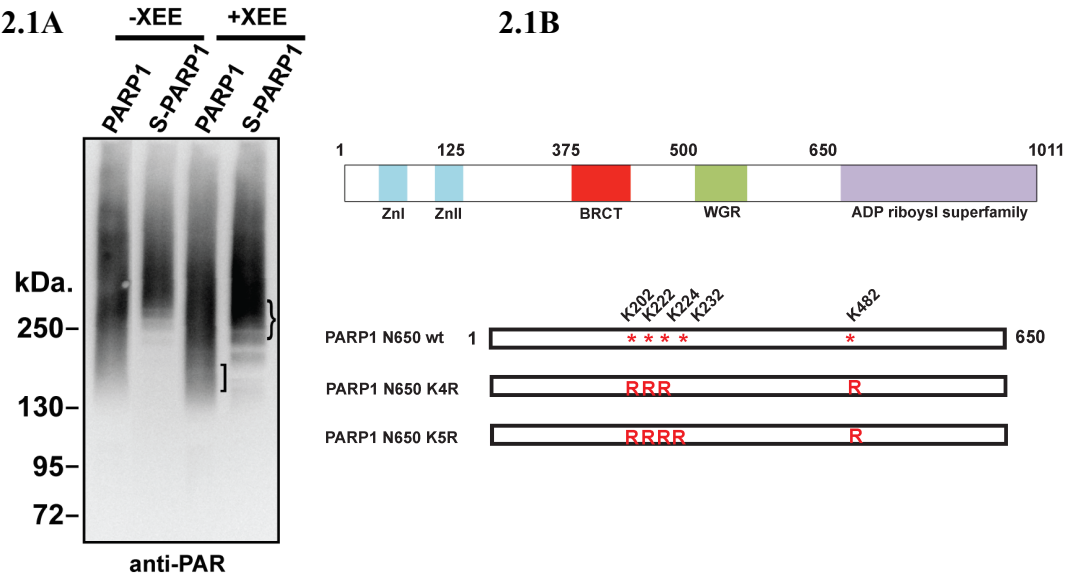 2.1A
-XEE +XEE
PARP1 S-PARP1 PARP1 S-PARP1
kDa.
250–
130–
95–
72–
anti-PAR
2.1B
1 125 375 500 650 1011
ZnI ZnII BRCT WGR ADP riboysl superfamily
K202 K222 K224 K232 K482
PARP1 N650 wt 1 * * * * * 650
PARP1 N650 K4R RRR R
PARP1 N650 K5R RRRR R